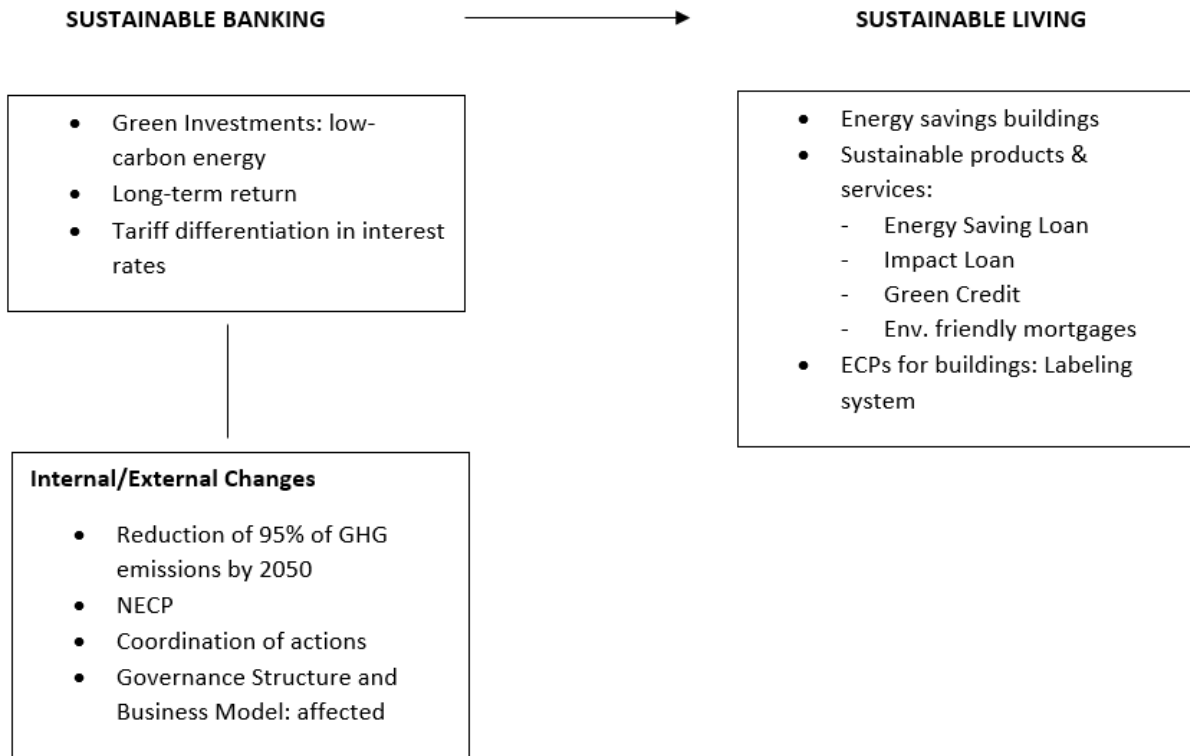 SUSTAINABLE BANKING
SUSTAINABLE LIVING
• Green Investments: low-
carbon energy
• Long-term return
• Tariff differentiation in interest
rates
• Energy savings buildings
• Sustainable products &
services:
- Energy Saving Loan
- Impact Loan
- Green Credit
- Env. friendly mortgages
• ECPs for buildings: Labeling
system
Internal/External Changes
• Reduction of 95% of GHG
emissions by 2050
• NECP
• Coordination of actions
• Governance Structure and
Business Model: affected